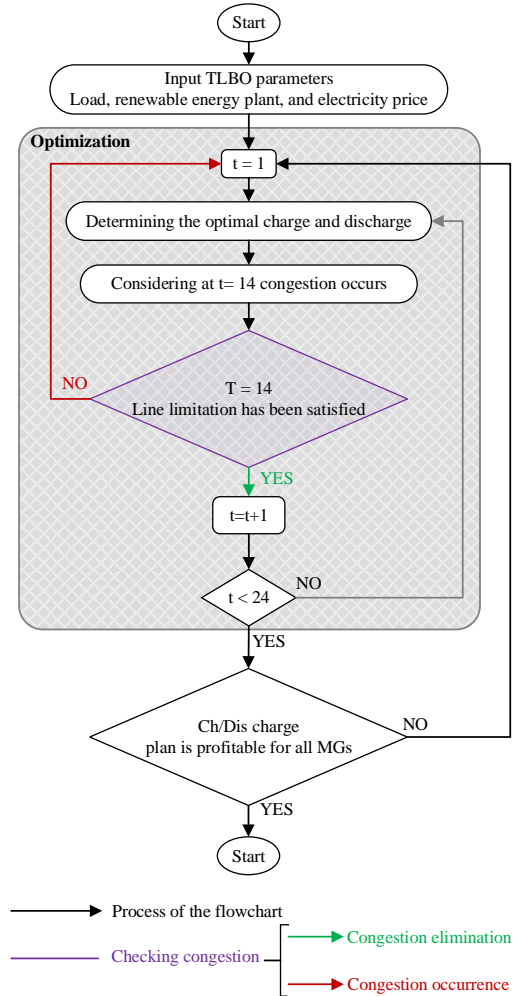 Start
Input TLBO parameters
Load, renewable energy plant, and electricity price
Optimization
t = 1
Determining the optimal charge and discharge
Considering at t= 14 congestion occurs
NO
T = 14
Line limitation has been satisfied
YES
t=t+1
NO
t < 24
YES
Ch/Dis charge
plan is profitable for all MGs
NO
YES
Start
Process of the flowchart
Congestion elimination
Checking congestion
Congestion occurrence